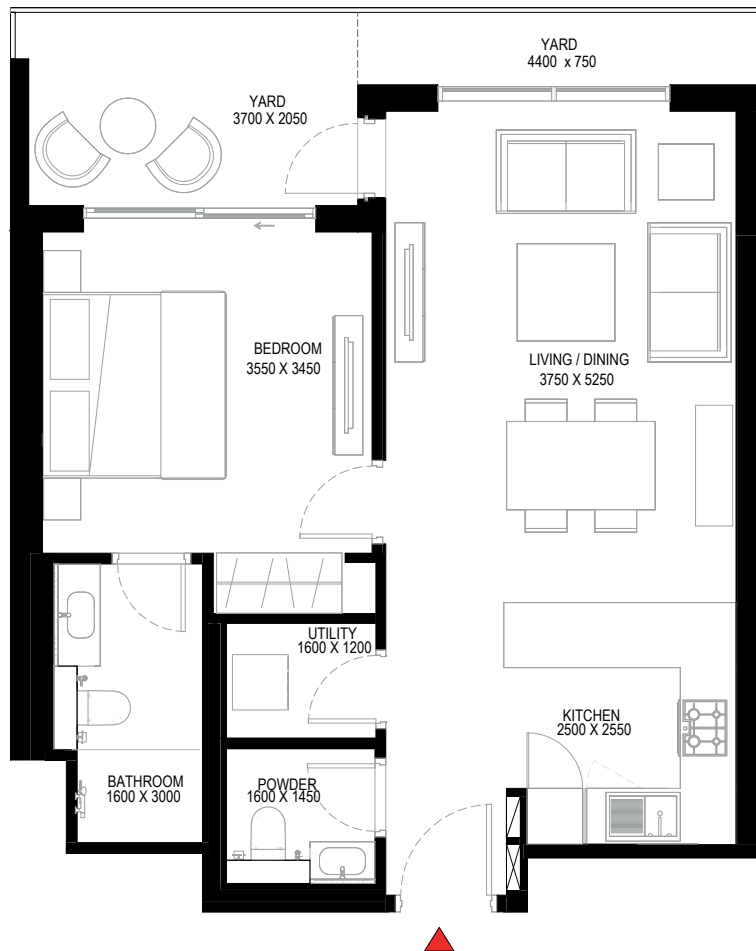 YARD
4400 x 750
YARD
3700 X 2050
BEDROOM
3550 X 3450
LIVING / DINING
3750 X 5250
UTILITY
1600 X 1200
KITCHEN
2500 X 2550
BATHROOM
1600 X 3000
POWDER
1600 X 1450